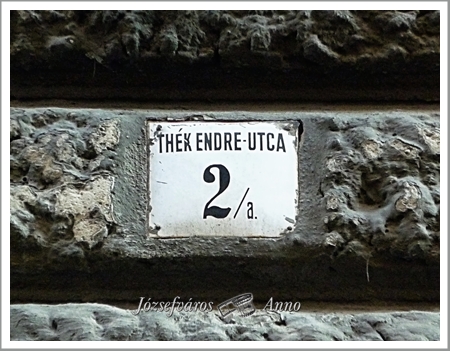 THÉK ENDRE-UTCA
2/a.
Józsefváros Anno